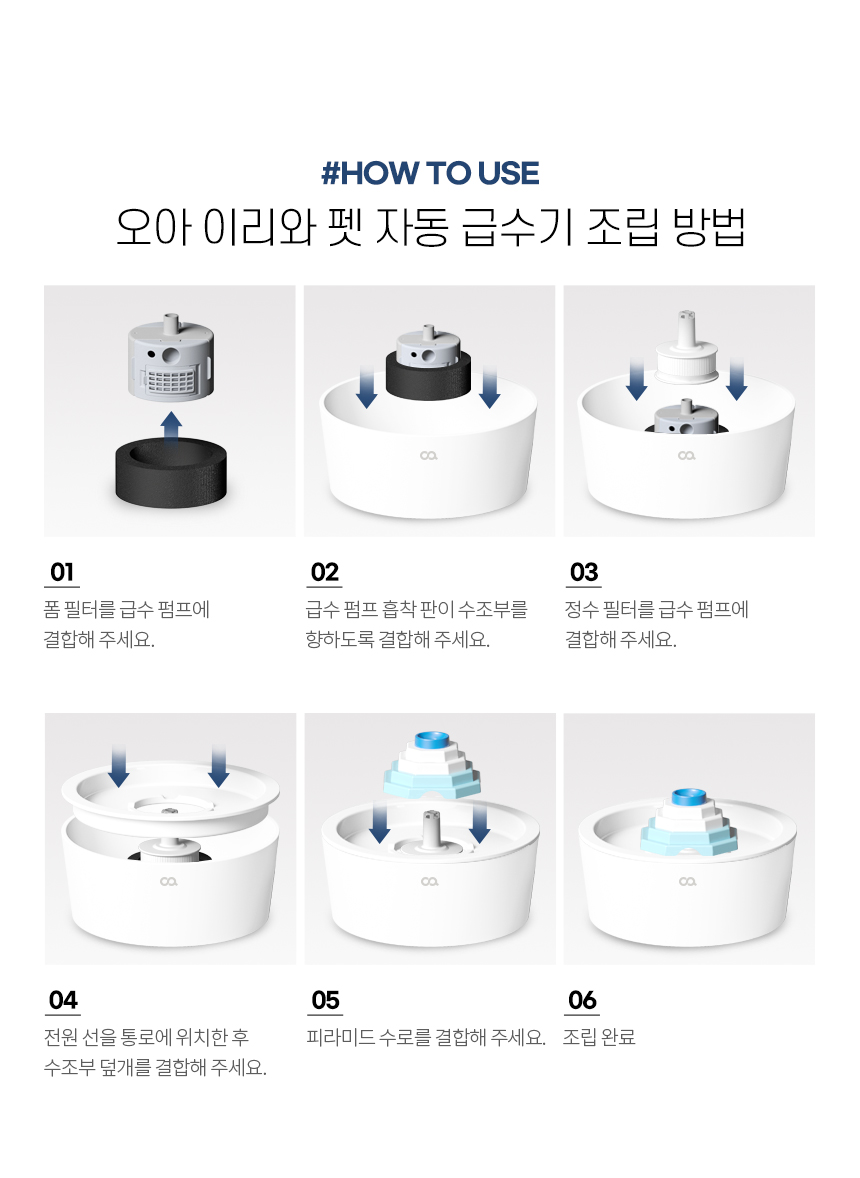 #HOW TO USE
오아 이리와 펫 자동 급수기 조립 방법
01
폼 필터를 급수 펌프에
결합해 주세요.
02
급수 펌프 흡착 판이 수조부를
향하도록 결합해 주세요.
03
정수 필터를 급수 펌프에
결합해 주세요.
04
전원 선을 통로에 위치한 후
수조부 덮개를 결합해 주세요.
05
피라미드 수로를 결합해 주세요.
06
조립 완료